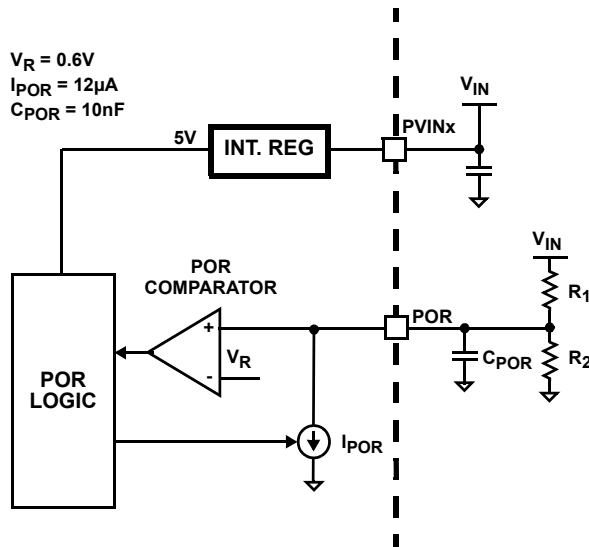 V_R = 0.6V
I_POR = 12µA
C_POR = 10nF
V_IN
PVINx
5V
INT. REG
V_IN
POR
COMPARATOR
POR
R_1
+
V_R
-
C_POR
R_2
POR
LOGIC
I_POR